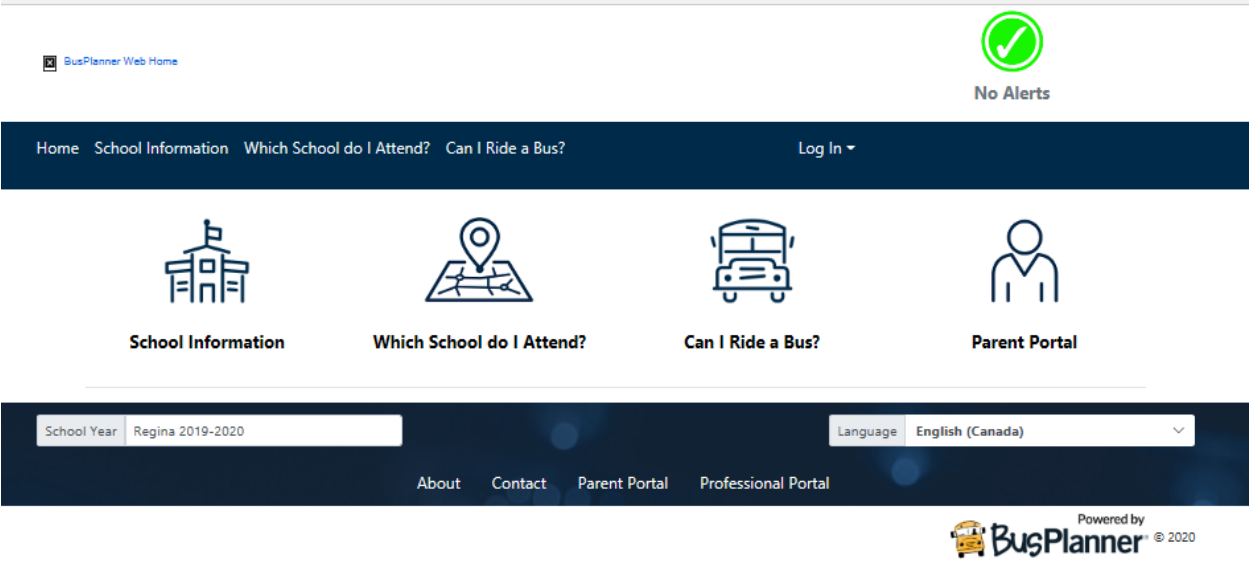 BusPlanner Web Home
No Alerts
Home School Information Which School do I Attend? Can I Ride a Bus? Log In
School Information Which School do I Attend? Can I Ride a Bus? Parent Portal
School Year Regina 2019-2020 Language English (Canada)
About Contact Parent Portal Professional Portal
Powered by
BusPlanner © 2020